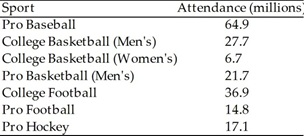 Sport Attendance (millions)
Pro Baseball 64.9
College Basketball (Men's) 27.7
College Basketball (Women's) 6.7
Pro Basketball (Men's) 21.7
College Football 36.9
Pro Football 14.8
Pro Hockey 17.1